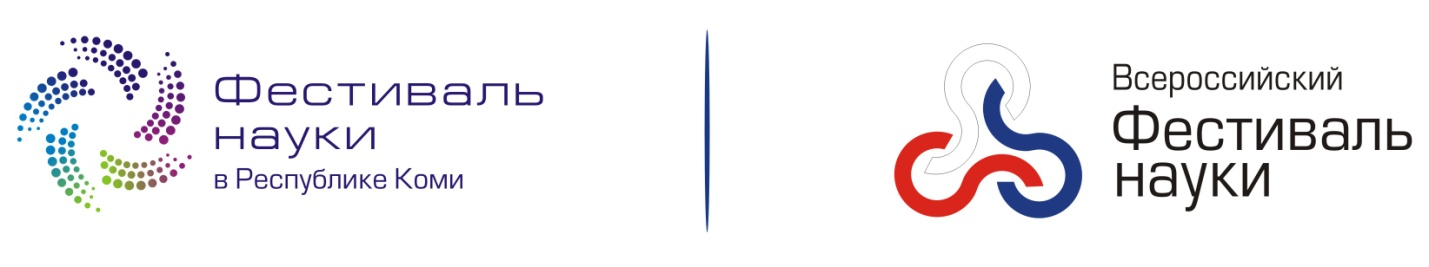 Фестиваль
науки
в Республике Коми
Всероссийский
Фестиваль
науки